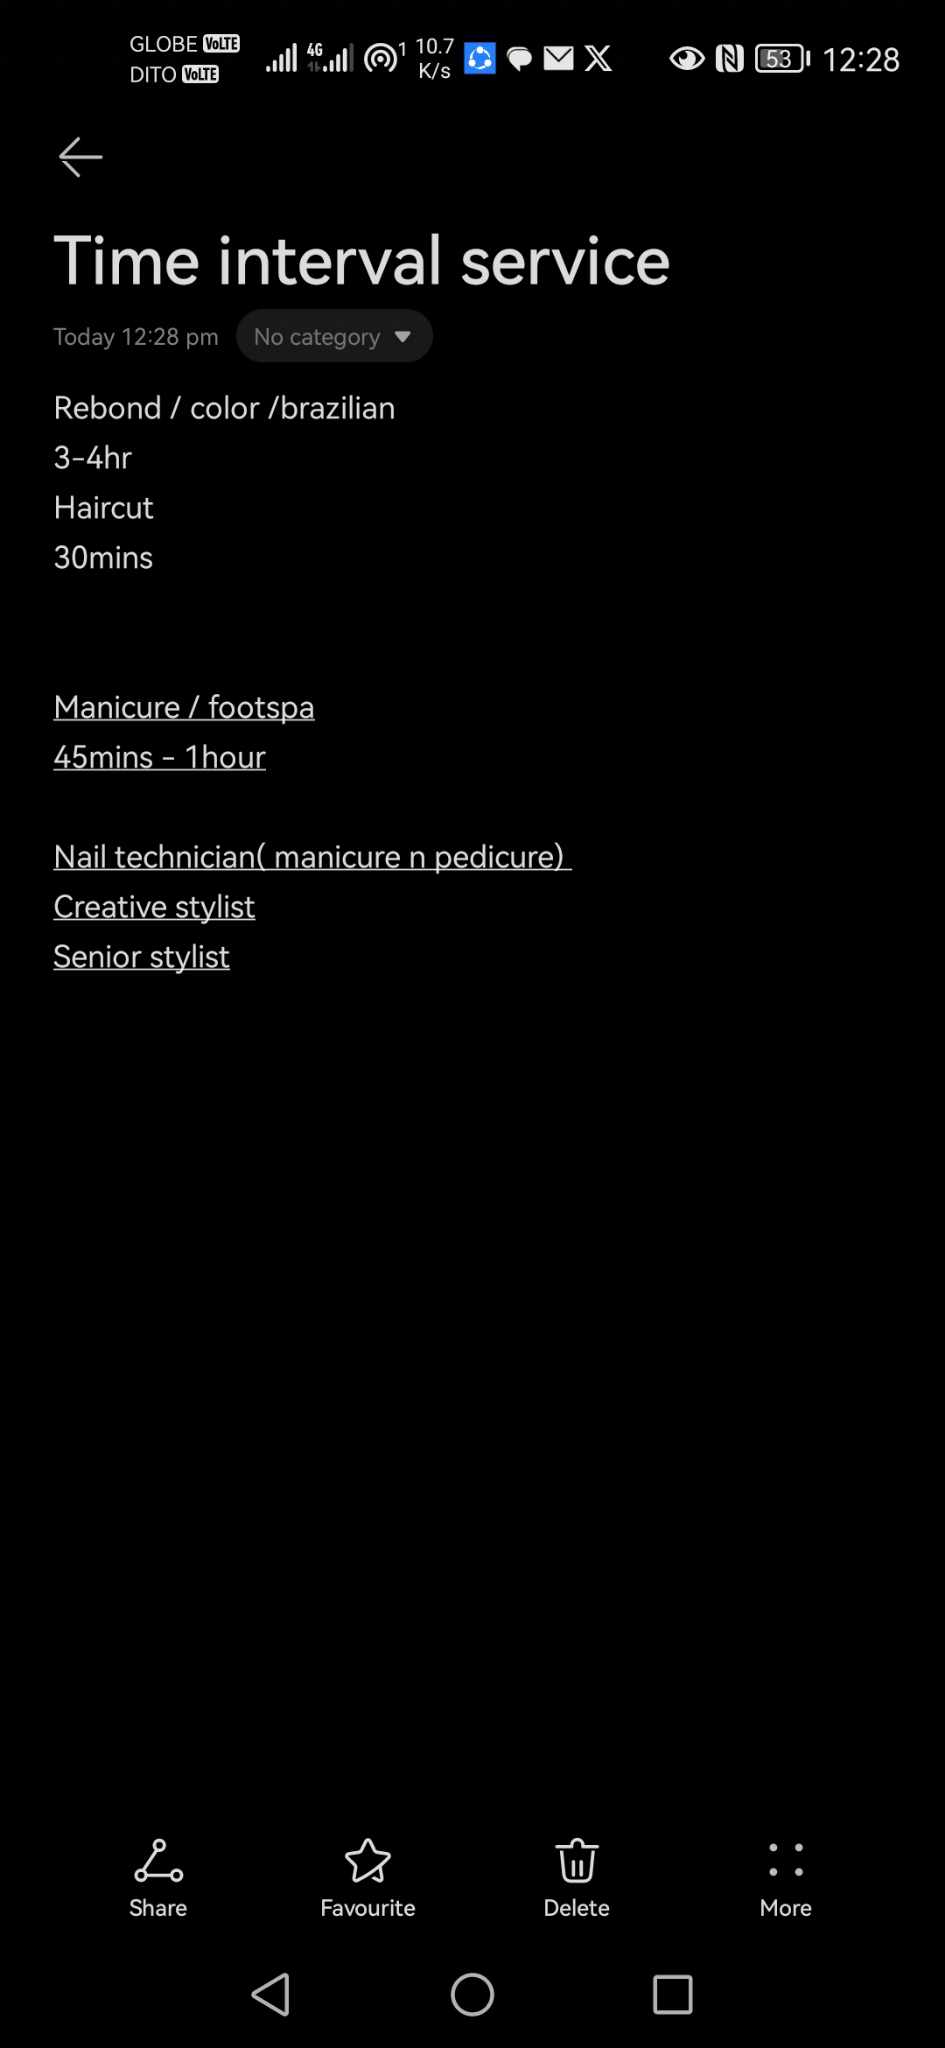 GLOBE VoLTE
DITO VoLTE
4G
1
10.7
K/s
53
12:28
Time interval service
Today 12:28 pm
No category
Rebond / color /brazilian
3-4hr
Haircut
30mins
Manicure / footspa
45mins - 1hour
Nail technician( manicure n pedicure)
Creative stylist
Senior stylist
Share
Favourite
Delete
More